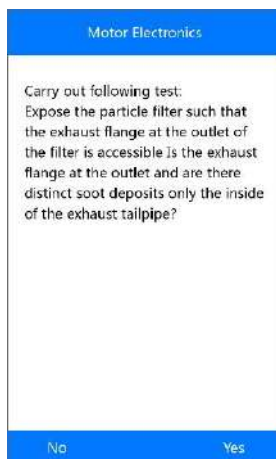 Motor Electronics
Carry out following test:
Expose the particle filter such that
the exhaust flange at the outlet of
the filter is accessible Is the exhaust
flange at the outlet and are there
distinct soot deposits only the inside
of the exhaust tailpipe?
No Yes